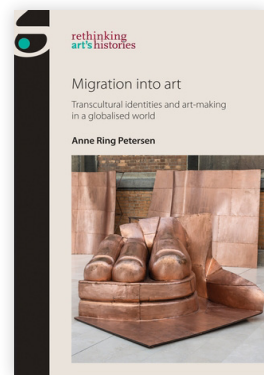 rethinking
art's histories
Migration into art
Transcultural identities and art-making
in a globalised world
Anne Ring Petersen